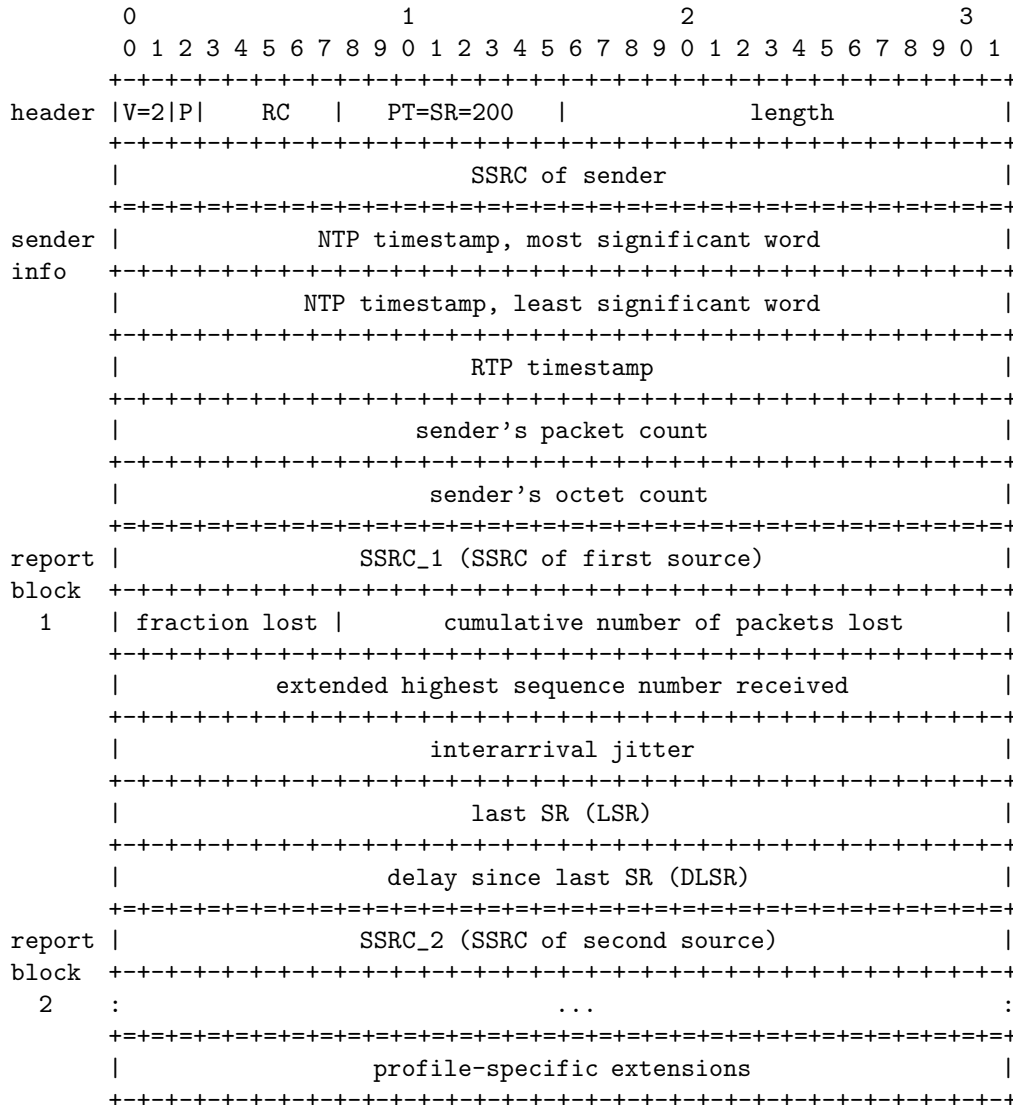 0                   1                   2                   3
        0 1 2 3 4 5 6 7 8 9 0 1 2 3 4 5 6 7 8 9 0 1 2 3 4 5 6 7 8 9 0 1
       +-+-+-+-+-+-+-+-+-+-+-+-+-+-+-+-+-+-+-+-+-+-+-+-+-+-+-+-+-+-+-+-+
header |V=2|P|    RC   |   PT=SR=200   |             length            |
       +-+-+-+-+-+-+-+-+-+-+-+-+-+-+-+-+-+-+-+-+-+-+-+-+-+-+-+-+-+-+-+-+
       |                         SSRC of sender                        |
       +=+=+=+=+=+=+=+=+=+=+=+=+=+=+=+=+=+=+=+=+=+=+=+=+=+=+=+=+=+=+=+=+
sender |              NTP timestamp, most significant word             |
info   +-+-+-+-+-+-+-+-+-+-+-+-+-+-+-+-+-+-+-+-+-+-+-+-+-+-+-+-+-+-+-+-+
       |             NTP timestamp, least significant word             |
       +-+-+-+-+-+-+-+-+-+-+-+-+-+-+-+-+-+-+-+-+-+-+-+-+-+-+-+-+-+-+-+-+
       |                         RTP timestamp                         |
       +-+-+-+-+-+-+-+-+-+-+-+-+-+-+-+-+-+-+-+-+-+-+-+-+-+-+-+-+-+-+-+-+
       |                     sender's packet count                     |
       +-+-+-+-+-+-+-+-+-+-+-+-+-+-+-+-+-+-+-+-+-+-+-+-+-+-+-+-+-+-+-+-+
       |                      sender's octet count                     |
       +=+=+=+=+=+=+=+=+=+=+=+=+=+=+=+=+=+=+=+=+=+=+=+=+=+=+=+=+=+=+=+=+
report |                 SSRC_1 (SSRC of first source)                 |
block  +-+-+-+-+-+-+-+-+-+-+-+-+-+-+-+-+-+-+-+-+-+-+-+-+-+-+-+-+-+-+-+-+
  1    | fraction lost |       cumulative number of packets lost       |
       +-+-+-+-+-+-+-+-+-+-+-+-+-+-+-+-+-+-+-+-+-+-+-+-+-+-+-+-+-+-+-+-+
       |           extended highest sequence number received           |
       +-+-+-+-+-+-+-+-+-+-+-+-+-+-+-+-+-+-+-+-+-+-+-+-+-+-+-+-+-+-+-+-+
       |                      interarrival jitter                      |
       +-+-+-+-+-+-+-+-+-+-+-+-+-+-+-+-+-+-+-+-+-+-+-+-+-+-+-+-+-+-+-+-+
       |                         last SR (LSR)                         |
       +-+-+-+-+-+-+-+-+-+-+-+-+-+-+-+-+-+-+-+-+-+-+-+-+-+-+-+-+-+-+-+-+
       |                   delay since last SR (DLSR)                  |
       +=+=+=+=+=+=+=+=+=+=+=+=+=+=+=+=+=+=+=+=+=+=+=+=+=+=+=+=+=+=+=+=+
report |                 SSRC_2 (SSRC of second source)                |
block  +-+-+-+-+-+-+-+-+-+-+-+-+-+-+-+-+-+-+-+-+-+-+-+-+-+-+-+-+-+-+-+-+
  2    :                               ...                             :
       +=+=+=+=+=+=+=+=+=+=+=+=+=+=+=+=+=+=+=+=+=+=+=+=+=+=+=+=+=+=+=+=+
       |                  profile-specific extensions                  |
       +-+-+-+-+-+-+-+-+-+-+-+-+-+-+-+-+-+-+-+-+-+-+-+-+-+-+-+-+-+-+-+-+